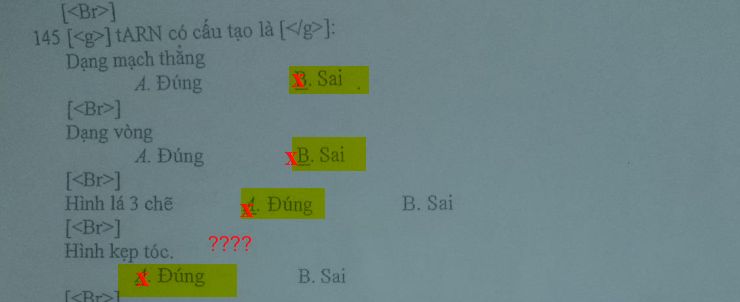 [<Br>]
145 [<g>] tARN có cấu tạo là [</g>]:
Dạng mạch thẳng
A. Đúng X B. Sai
[<Br>]
Dạng vòng
A. Đúng X B. Sai
[<Br>]
Hình lá 3 chẽ X A. Đúng B. Sai
[<Br>]
Hình kẹp tóc. ????
X A. Đúng B. Sai
[<Br>]